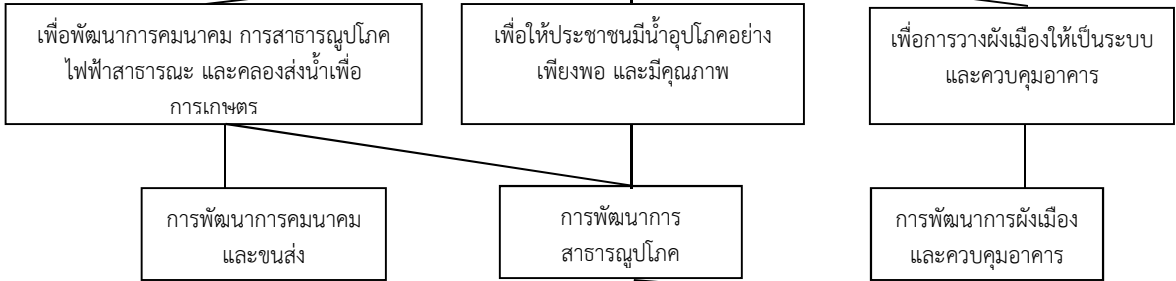 เพื่อพัฒนาการคมนาคม การสาธารณูปโภค
ไฟฟ้าสาธารณะ และคลองส่งน้ำเพื่อ
การเกษตร
เพื่อให้ประชาชนมีน้ำอุปโภคอย่าง
เพียงพอ และมีคุณภาพ
เพื่อการวางผังเมืองให้เป็นระบบ
และควบคุมอาคาร
การพัฒนาการคมนาคม
และขนส่ง
การพัฒนาการ
สาธารณูปโภค
การพัฒนาการผังเมือง
และควบคุมอาคาร